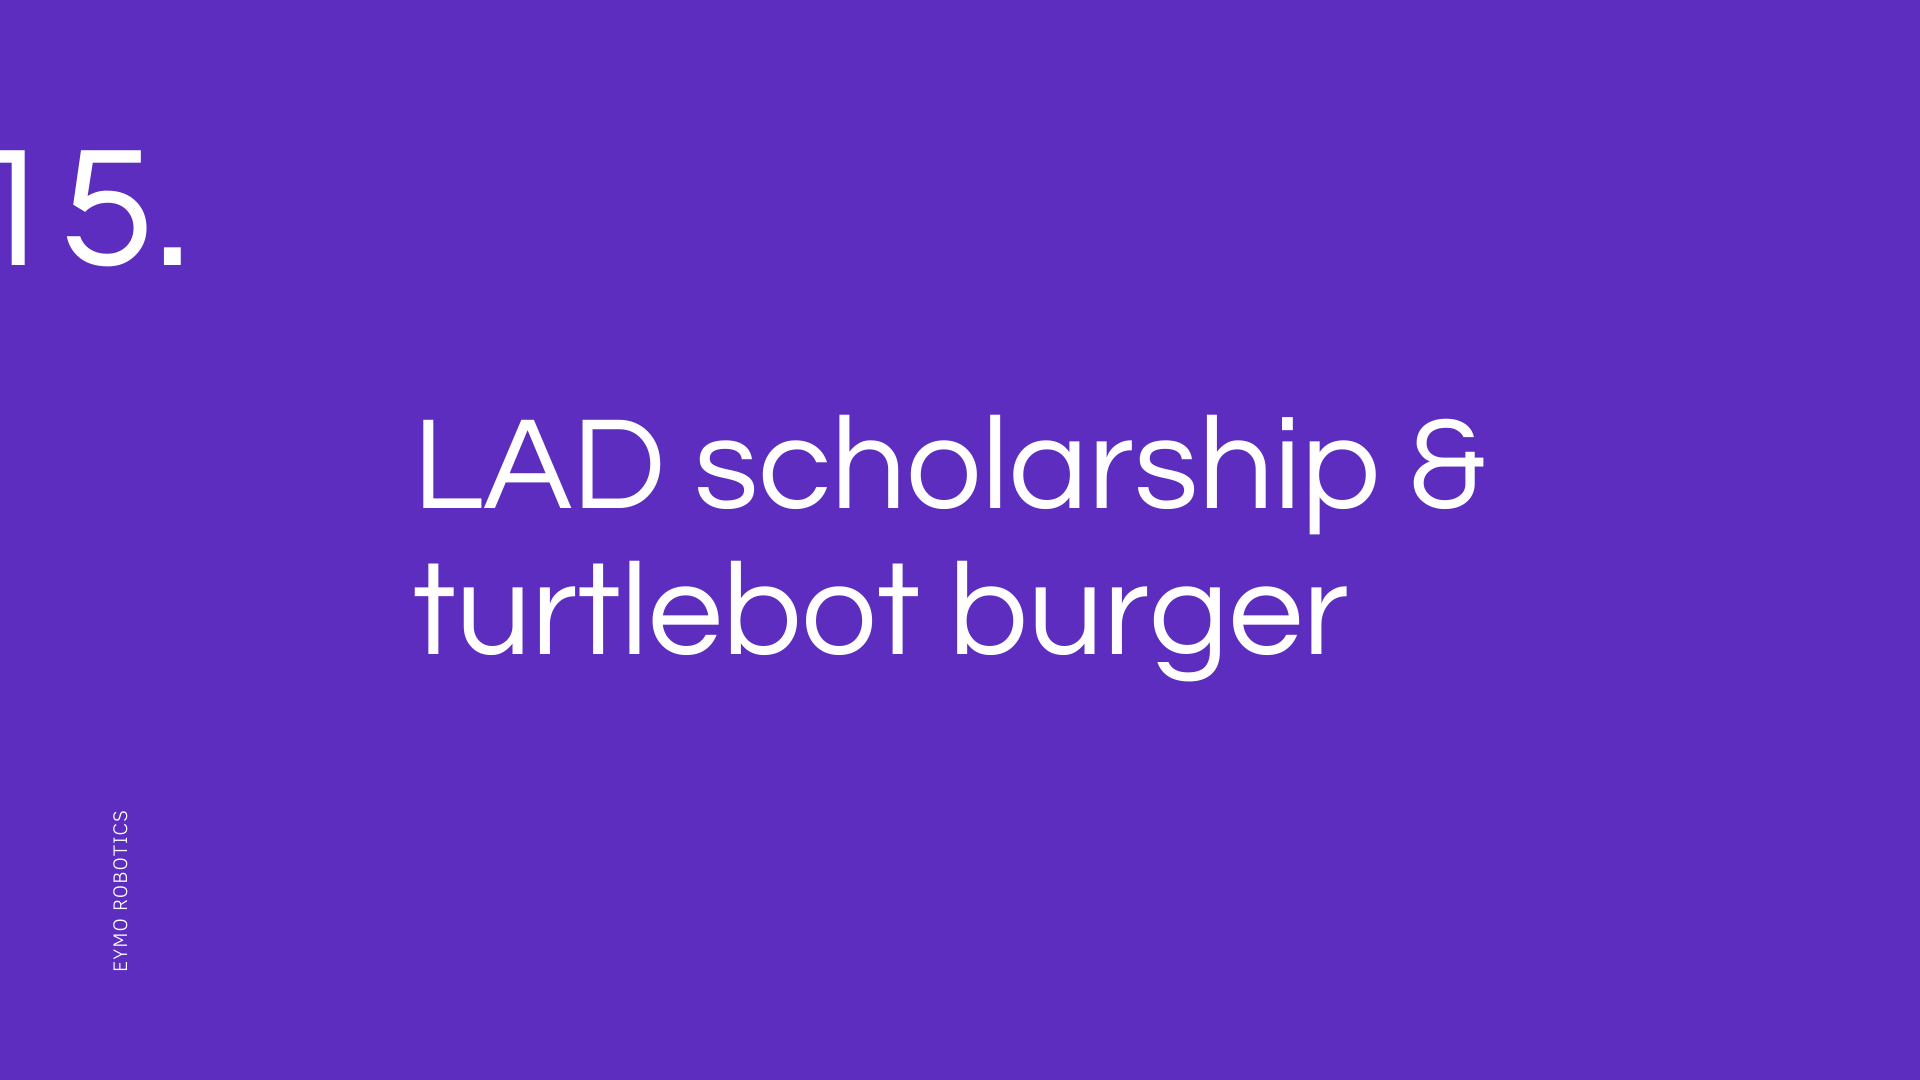 15.
LAD scholarship &
turtlebot burger
EYMO ROBOTICS